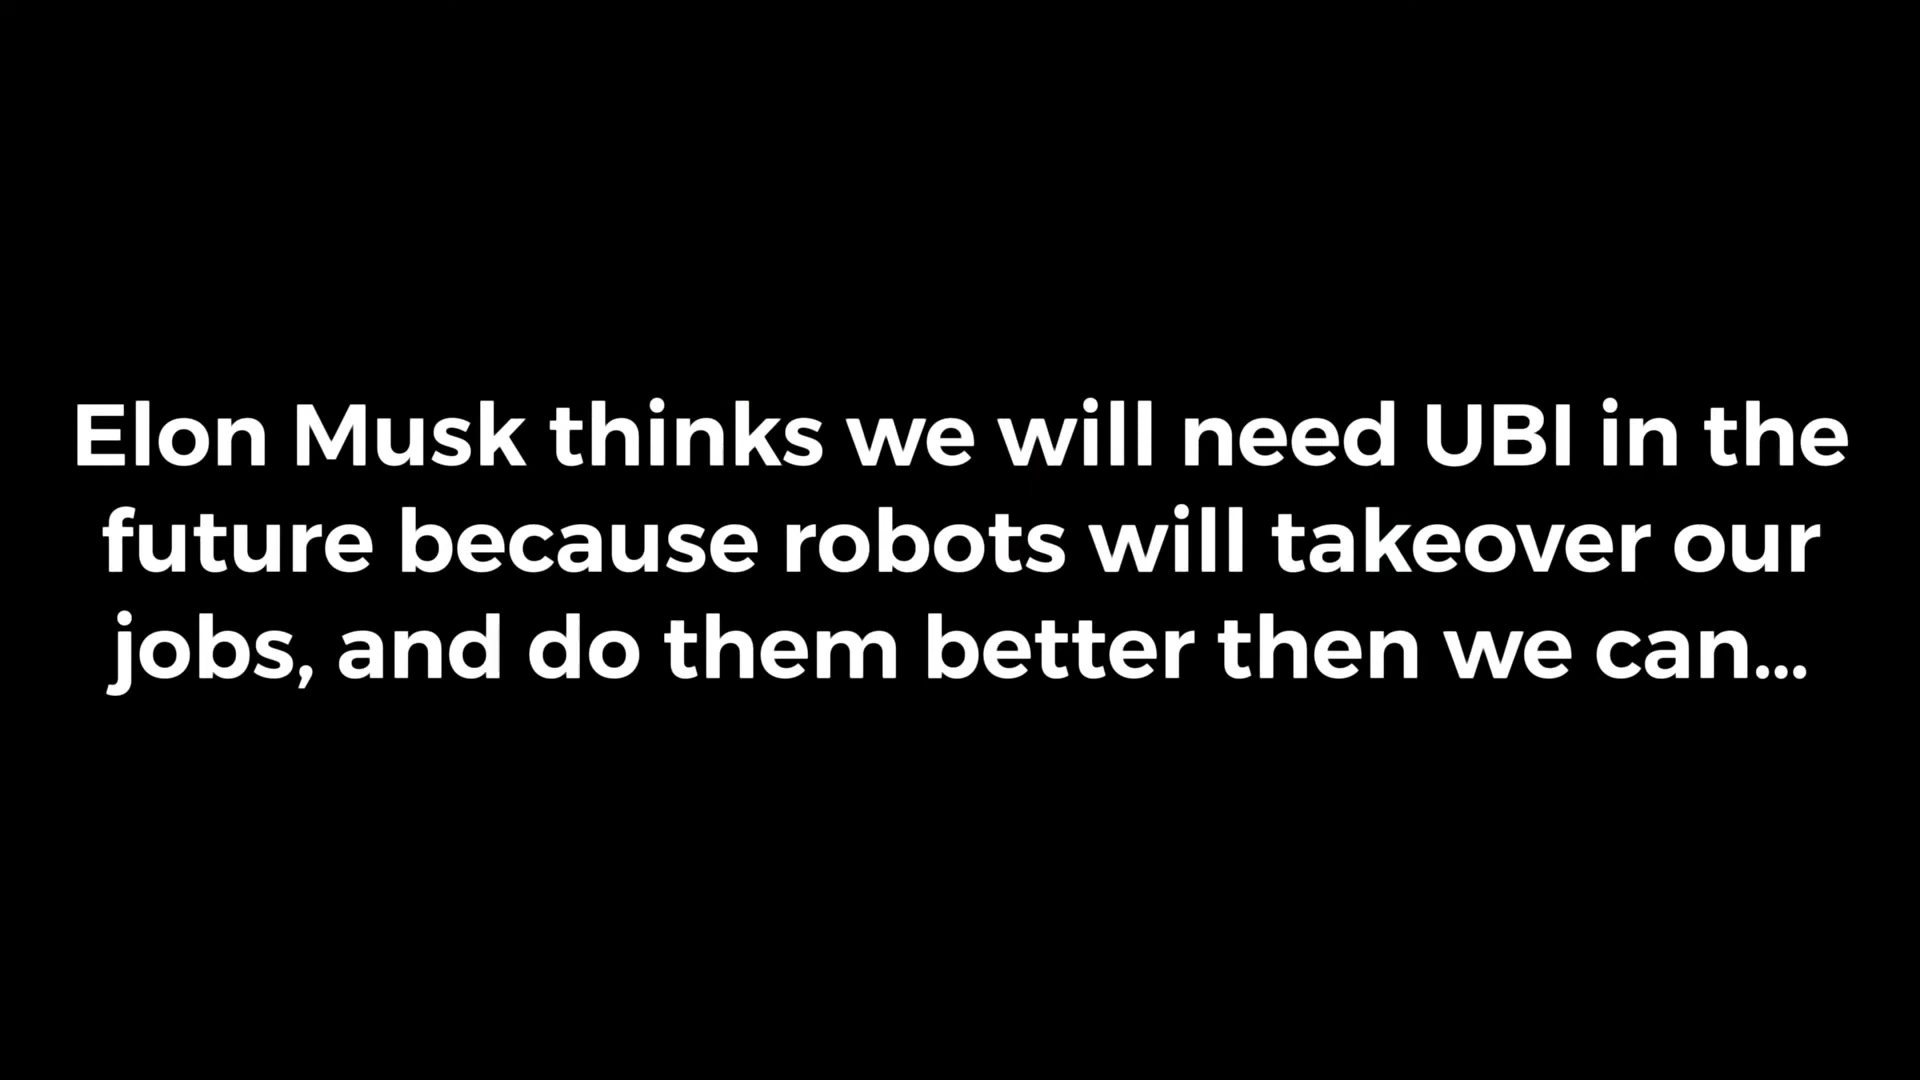 Elon Musk thinks we will need UBI in the
future because robots will takeover our
jobs, and do them better then we can...